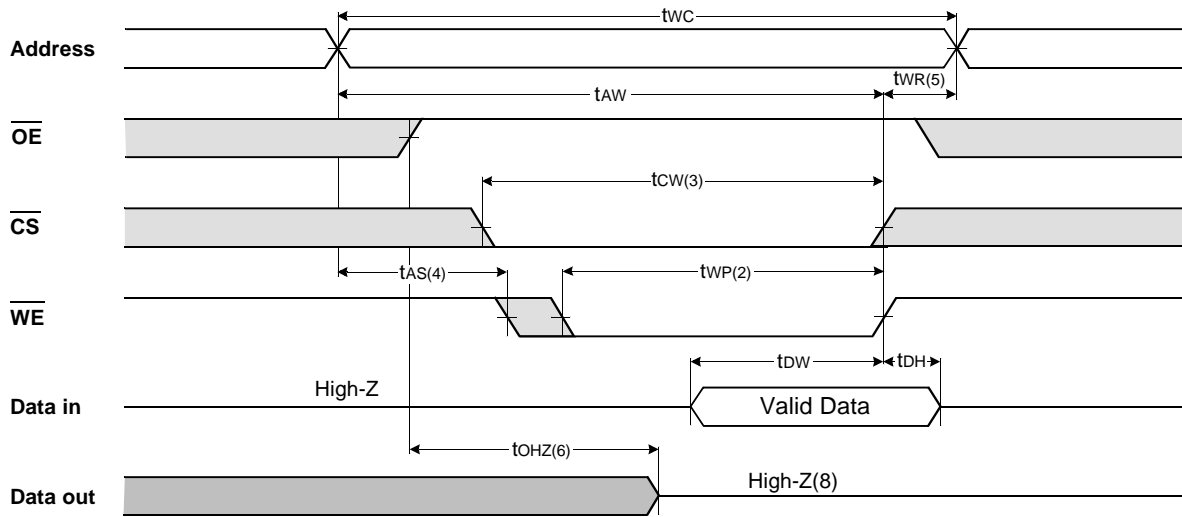 tWC
Address
tAW
tWR(5)
OE
tCW(3)
CS
tAS(4)
tWP(2)
WE
tDW
tDH
High-Z
Data in
Valid Data
tOHZ(6)
High-Z(8)
Data out